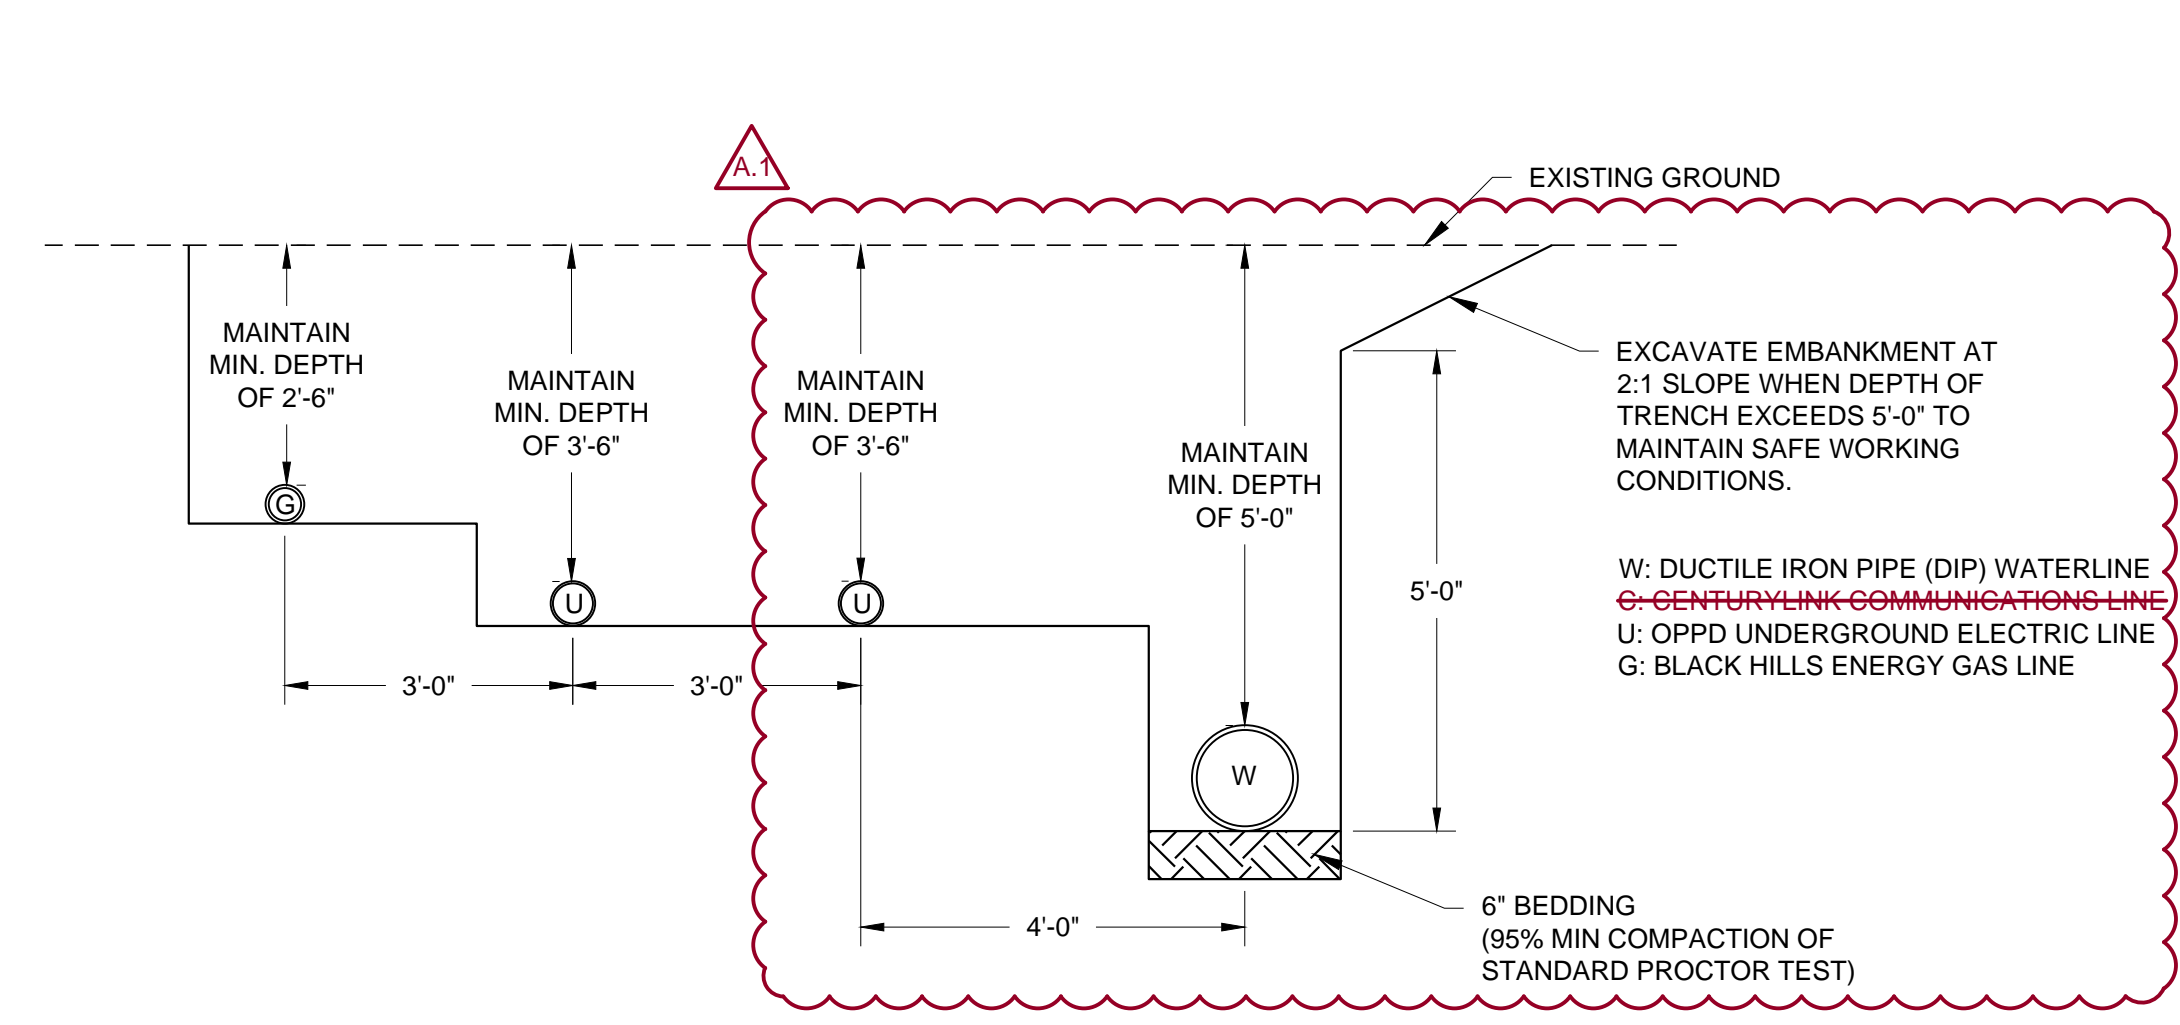 A.1
EXISTING GROUND
MAINTAIN
MIN. DEPTH
OF 2'-6"
MAINTAIN
MIN. DEPTH
OF 3'-6"
MAINTAIN
MIN. DEPTH
OF 3'-6"
MAINTAIN
MIN. DEPTH
OF 5'-0"
EXCAVATE EMBANKMENT AT
2:1 SLOPE WHEN DEPTH OF
TRENCH EXCEEDS 5'-0" TO
MAINTAIN SAFE WORKING
CONDITIONS.
G
U
U
W
5'-0"
W: DUCTILE IRON PIPE (DIP) WATERLINE
C: CENTURYLINK COMMUNICATIONS LINE
U: OPPD UNDERGROUND ELECTRIC LINE
G: BLACK HILLS ENERGY GAS LINE
3'-0"
3'-0"
4'-0"
6" BEDDING
(95% MIN COMPACTION OF
STANDARD PROCTOR TEST)